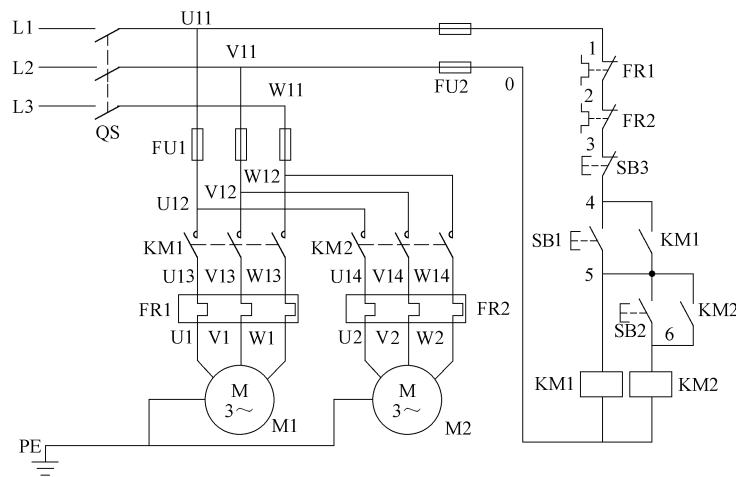 U11
L1
V11
1
L2
FR1
W11
FU2
0
2
L3
QS
FR2
FU1
3
W12
SB3
V12
U12
4
KM1
KM2
SB1
KM1
U13
V13
W13
U14
V14
W14
5
FR1
FR2
KM2
SB2
6
U1
V1
W1
U2
V2
W2
M
3～
M
3～
KM1
KM2
M1
M2
PE